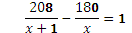 208/(x + 1) − 180/x = 1